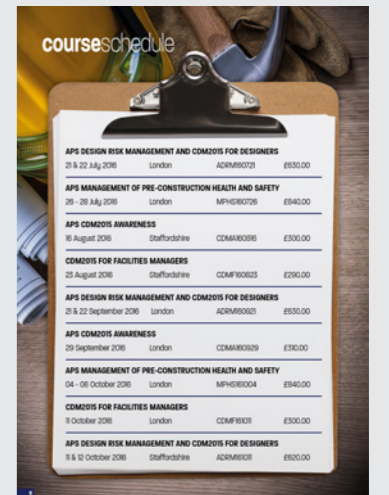 courseschedule
APS DESIGN RISK MANAGEMENT AND CDM2015 FOR DESIGNERS
21 & 22 July 2016 London ADRM160721 £630.00
APS MANAGEMENT OF PRE-CONSTRUCTION HEALTH AND SAFETY
26 - 28 July 2016 London MPHS160726 £840.00
APS CDM2015 AWARENESS
16 August 2016 Staffordshire CDMA160816 £300.00
CDM2015 FOR FACILITIES MANAGERS
23 August 2016 Staffordshire CDMF160823 £290.00
APS DESIGN RISK MANAGEMENT AND CDM2015 FOR DESIGNERS
21 & 22 September 2016 London ADRM160921 £630.00
APS CDM2015 AWARENESS
29 September 2016 London CDMA160929 £310.00
APS MANAGEMENT OF PRE-CONSTRUCTION HEALTH AND SAFETY
04 - 06 October 2016 London MPHS161004 £940.00
CDM2015 FOR FACILITIES MANAGERS
11 October 2016 London CDMF161011 £300.00
APS DESIGN RISK MANAGEMENT AND CDM2015 FOR DESIGNERS
11 & 12 October 2016 Staffordshire ADRM161011 £620.00